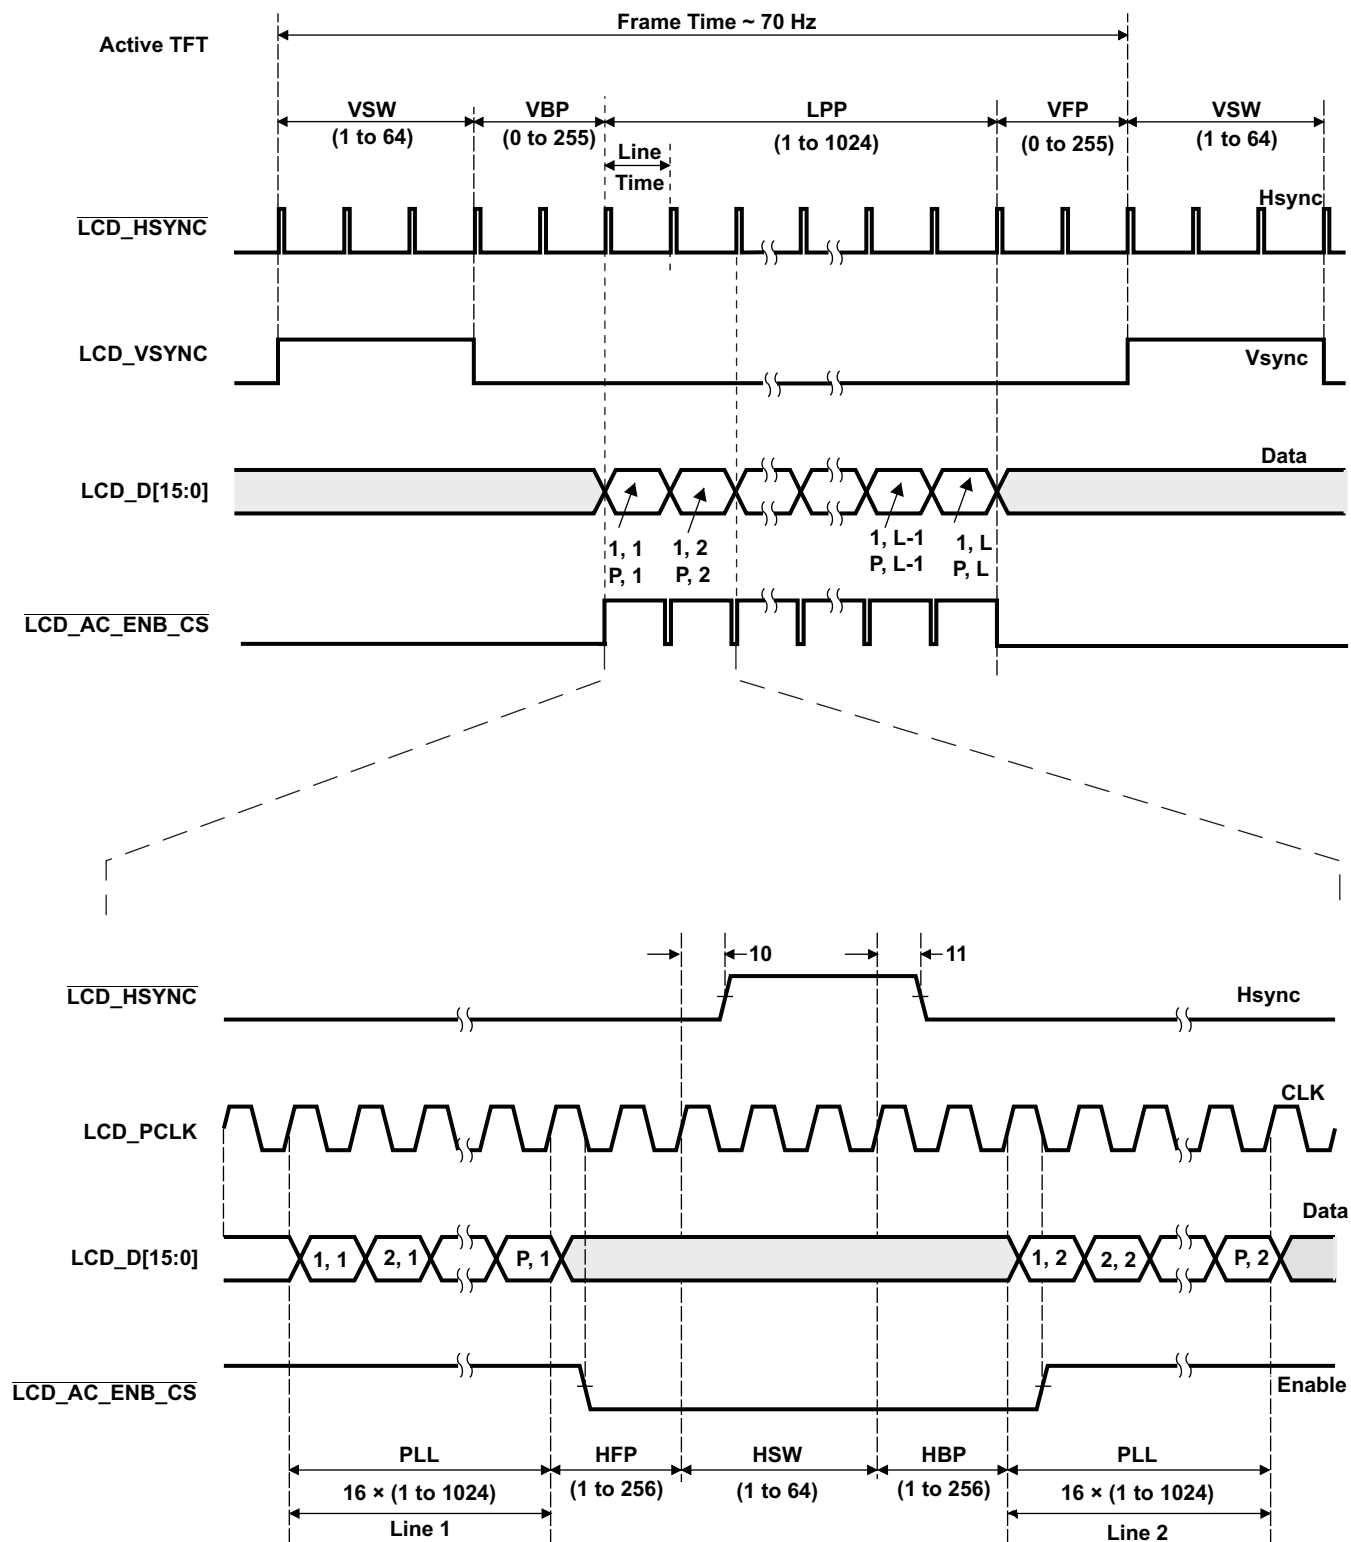 Frame Time ~ 70 Hz
Active TFT
VSW
(1 to 64)
VBP
(0 to 255)
LPP
(1 to 1024)
VFP
(0 to 255)
VSW
(1 to 64)
Line
Time
LCD_HSYNC
Hsync
LCD_VSYNC
Vsync
LCD_D[15:0]
Data
1, 1
P, 1
1, 2
P, 2
1, L-1
P, L-1
1, L
P, L
LCD_AC_ENB_CS
10
11
LCD_HSYNC
Hsync
LCD_PCLK
CLK
LCD_D[15:0]
Data
1, 1
2, 1
P, 1
1, 2
2, 2
P, 2
LCD_AC_ENB_CS
Enable
PLL
16 × (1 to 1024)
Line 1
HFP
(1 to 256)
HSW
(1 to 64)
HBP
(1 to 256)
PLL
16 × (1 to 1024)
Line 2